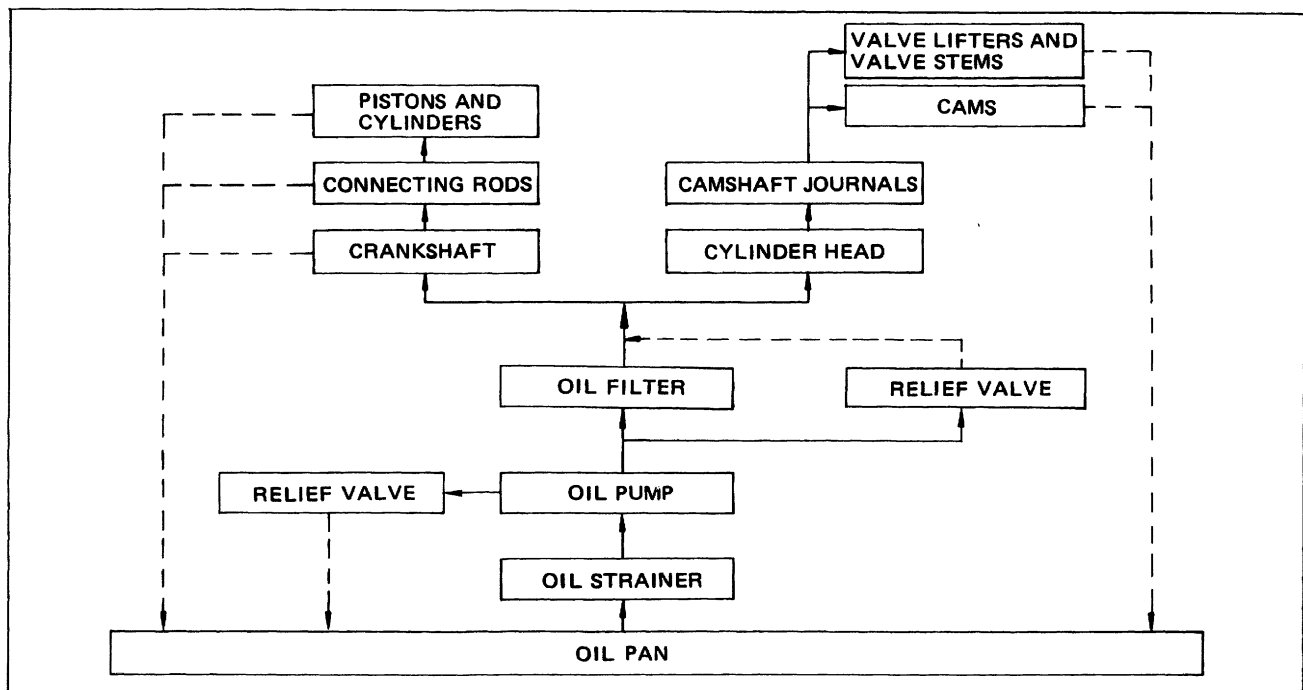 VALVE LIFTERS AND
VALVE STEMS
PISTONS AND
CYLINDERS
CAMS
CONNECTING RODS
CAMSHAFT JOURNALS
CRANKSHAFT
CYLINDER HEAD
OIL FILTER
RELIEF VALVE
RELIEF VALVE
OIL PUMP
OIL STRAINER
OIL PAN